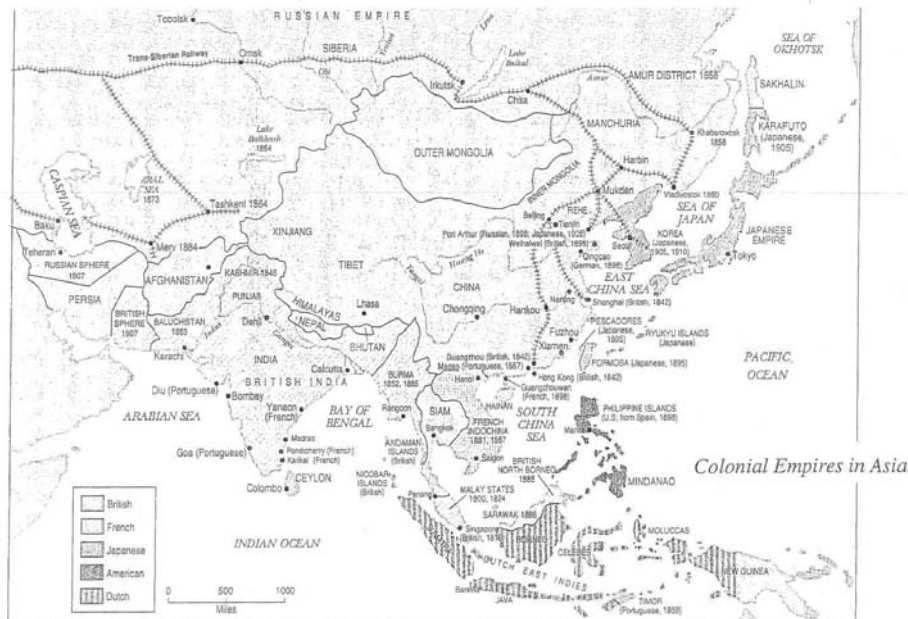 RUSSIAN EMPIRE
Tobolsk
SEA OF
OKHOTSK
Trans-Siberian Railway
Omsk
SIBERIA
Yenisei
Lena
Obi
Lake
Baikal
Irkutsk
Chita
Amur
AMUR DISTRICT 1858
SAKHALIN
Lake
Balkhash
1854
MANCHURIA
Khabarovsk
1858
KARAFUTO
(Japanese,
1905)
OUTER MONGOLIA
INNER MONGOLIA
Harbin
CASPIAN SEA
ARAL
SEA
1873
Tashkent 1864
Mukden
Vladivostok 1860
SEA OF
JAPAN
REHE
Beijing
Tianjin
Baku
Merv 1884
XINJIANG
Port Arthur (Russian, 1898; Japanese, 1905)
Weihaiwei (British, 1898)
Seoul
KOREA
(Japanese,
1905, 1910)
JAPANESE
EMPIRE
Teheran
RUSSIAN SPHERE
1907
AFGHANISTAN
KASHMIR 1846
TIBET
Huang He
Qingdao
(German, 1898)
Tokyo
PERSIA
PUNJAB
CHINA
EAST
CHINA SEA
BRITISH
SPHERE
1907
BALUCHISTAN
1883
Indus
Delhi
HIMALAYAS
NEPAL
Lhasa
Chongqing
Hankou
Nanjing
Shanghai (British, 1842)
Karachi
Ganges
BHUTAN
Fuzhou
Xiamen
PESCADORES
(Japanese,
1895)
RYUKYU ISLANDS
(Japanese)
INDIA
Calcutta
BURMA
1852, 1885
Guangzhou (British, 1842)
Macao (Portuguese, 1557)
FORMOSA (Japanese, 1895)
PACIFIC
OCEAN
Diu (Portuguese)
BRITISH INDIA
Hanoi
Hong Kong (British, 1842)
Guangzhouwan
(French, 1898)
Bombay
HAINAN
ARABIAN SEA
Yanaon
(French)
BAY OF
BENGAL
Rangoon
SIAM
Bangkok
FRENCH
INDOCHINA
SOUTH
CHINA
SEA
PHILIPPINE ISLANDS
(U.S. from Spain, 1898)
Manila
Madras
Goa (Portuguese)
Pondicherry (French)
Karikal (French)
ANDAMAN
ISLANDS
(British)
Saigon
BRITISH
NORTH BORNEO
1888
Colonial Empires in Asia
Colombo
CEYLON
NICOBAR
ISLANDS
(British)
Penang
MALAY STATES
MINDANAO
British
French
Japanese
American
Dutch
SARAWAK 1888
INDIAN OCEAN
Singapore
BORNEO
CELEBES
MOLUCCAS
DUTCH EAST INDIES
NEW GUINEA
Batavia
JAVA
TIMOR
(Portuguese, 1859)
0 500 1000
Miles